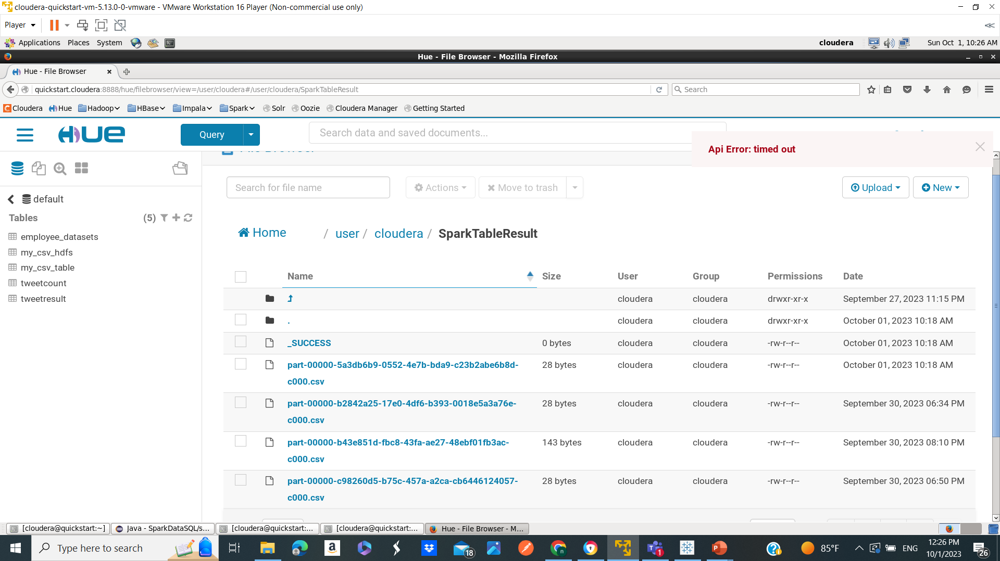 cloudera-quickstart-vm-5.13.0-0-vmware - VMware Workstation 16 Player (Non-commercial use only)
Player
Applications Places System cloudera Sun Oct 1, 10:26 AM
Hue - File Browser - Mozilla Firefox
Hue - File Browser
quickstart.cloudera:8888/hue/filebrowser/view=/user/cloudera#/user/cloudera/SparkTableResult Search
Cloudera Hue Hadoop HBase Impala Spark Solr Oozie Cloudera Manager Getting Started
HUE Query Search data and saved documents...
Api Error: timed out
Search for file name Actions Move to trash Upload New
default
Tables (5)
employee_datasets
my_csv_hdfs
my_csv_table
tweetcount
tweetresult
Home / user / cloudera / SparkTableResult
Name Size User Group Permissions Date
cloudera cloudera drwxr-xr-x September 27, 2023 11:15 PM
. cloudera cloudera drwxr-xr-x October 01, 2023 10:18 AM
_SUCCESS 0 bytes cloudera cloudera -rw-r--r-- October 01, 2023 10:18 AM
part-00000-5a3db6b9-0552-4e7b-bda9-c23b2abe6b8d- 28 bytes cloudera cloudera -rw-r--r-- October 01, 2023 10:18 AM
c000.csv
part-00000-b2842a25-17e0-4df6-b393-0018e5a3a76e- 28 bytes cloudera cloudera -rw-r--r-- September 30, 2023 06:34 PM
c000.csv
part-00000-b43e851d-fbc8-43fa-ae27-48ebf01fb3ac- 143 bytes cloudera cloudera -rw-r--r-- September 30, 2023 08:10 PM
c000.csv
part-00000-c98260d5-b75c-457a-a2ca-cb6446124057- 28 bytes cloudera cloudera -rw-r--r-- September 30, 2023 06:50 PM
c000.csv
[cloudera@quickstart:~] Java - SparkDataSQL/s... [cloudera@quickstart:... [cloudera@quickstart:... Hue - File Browser - M...
Type here to search 18 1 85°F ENG 12:26 PM
10/1/2023 26